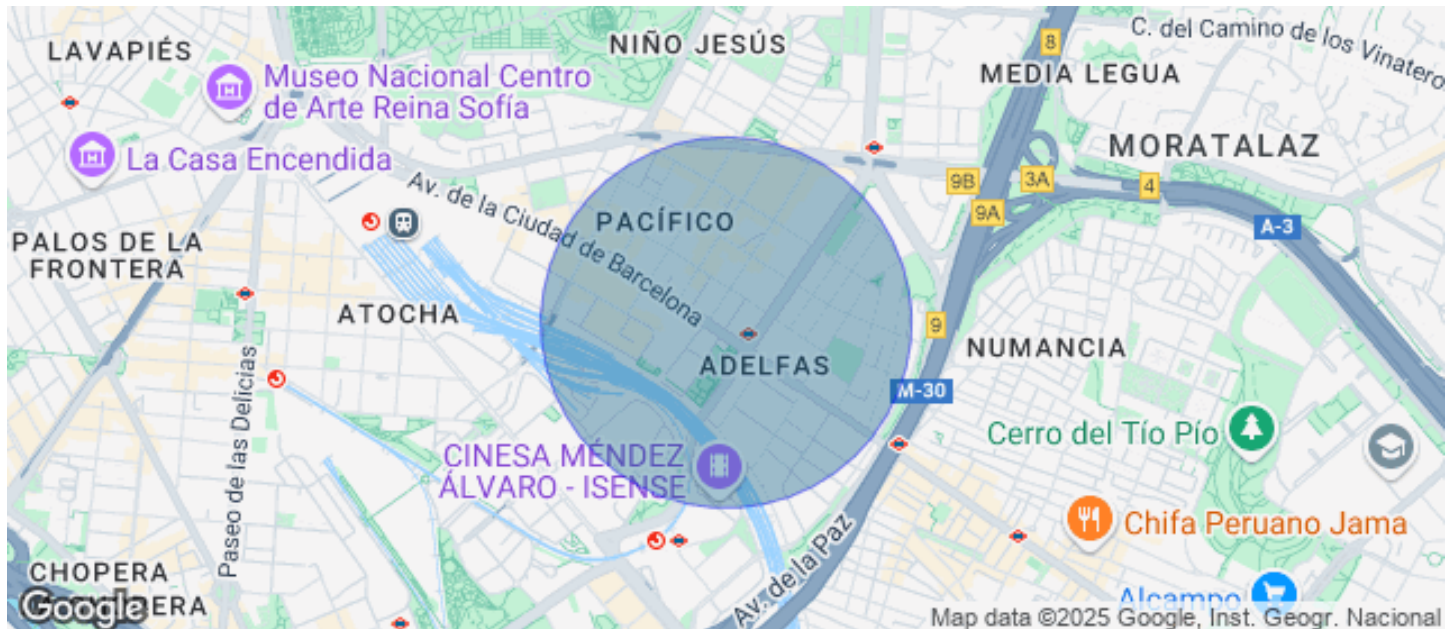 LAVAPIÉS
NIÑO JESÚS
C. del Camino de los Vinatero
8
Museo Nacional Centro
de Arte Reina Sofía
MEDIA LEGUA
La Casa Encendida
MORATALAZ
9B
3A
4
Av. de la Ciudad de Barcelona
PACÍFICO
9A
A-3
PALOS DE LA
FRONTERA
ATOCHA
9
NUMANCIA
ADELFAS
M-30
Paseo de las Delicias
Cerro del Tío Pío
CINESA MÉNDEZ
ÁLVARO - ISENSE
Chifa Peruano Jama
Av. de la Paz
CHOPERA
Alcampo
Google
BERA
Map data ©2025 Google, Inst. Geogr. Nacional